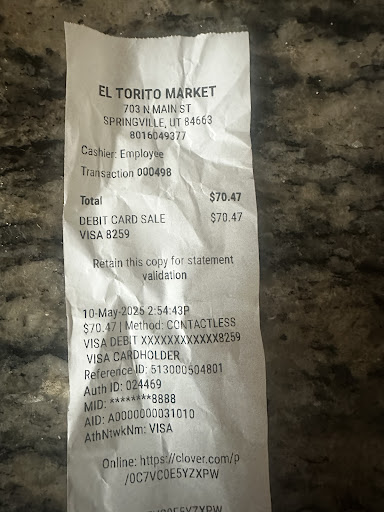 EL TORITO MARKET
703 N MAIN ST
SPRINGVILLE, UT 84663
8016049377
Cashier: Employee
Transaction 000498
Total $70.47
DEBIT CARD SALE $70.47
VISA 8259
Retain this copy for statement
validation
10-May-2025 2:54:43P
$70.47 | Method: CONTACTLESS
VISA DEBIT XXXXXXXXXXXX8259
VISA CARDHOLDER
Reference ID: 513000504801
Auth ID: 024469
MID: ********8888
AID: A0000000031010
AthNtwkNm: VISA
Online: https://clover.com/p
/0C7VC0E5YZXPW